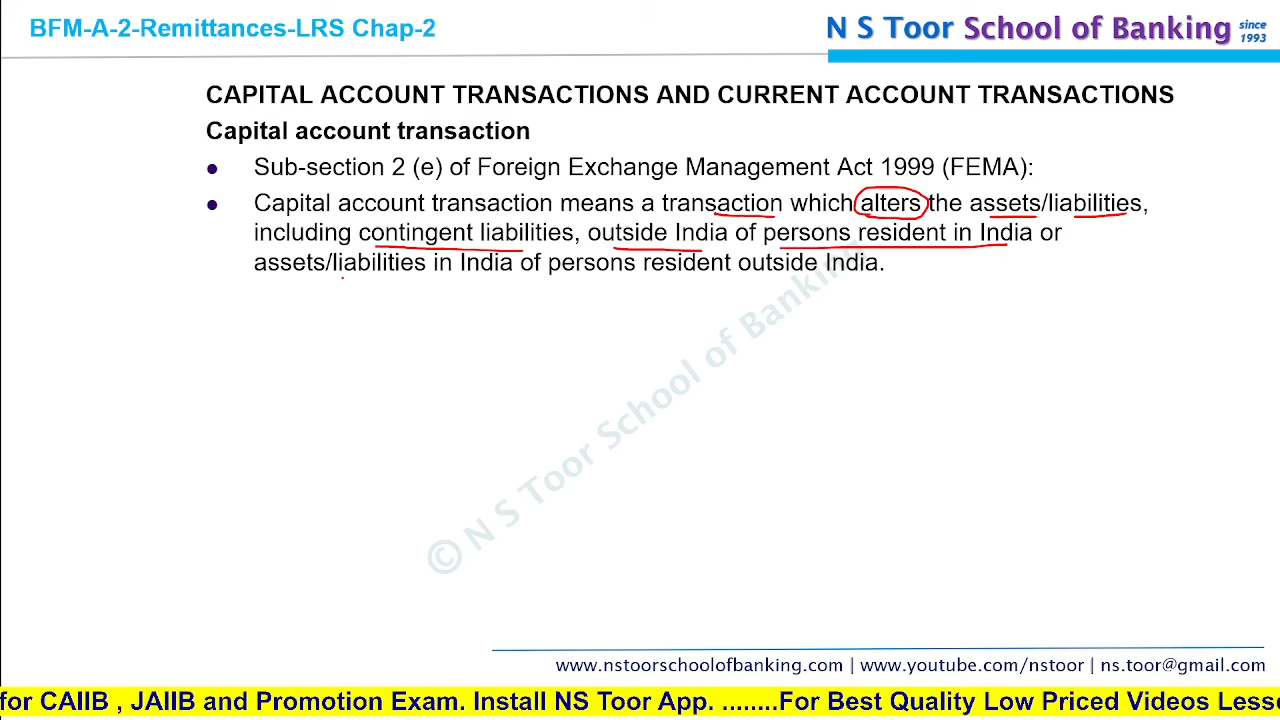 BFM-A-2-Remittances-LRS Chap-2
N S Toor School of Banking since 1993
CAPITAL ACCOUNT TRANSACTIONS AND CURRENT ACCOUNT TRANSACTIONS
Capital account transaction
● Sub-section 2 (e) of Foreign Exchange Management Act 1999 (FEMA):
● Capital account transaction means a transaction which alters the assets/liabilities,
including contingent liabilities, outside India of persons resident in India or
assets/liabilities in India of persons resident outside India.
© N S Toor School of Banking
www.nstoorschoolofbanking.com | www.youtube.com/nstoor | ns.toor@gmail.com
for CAIIB , JAIIB and Promotion Exam. Install NS Toor App. ........For Best Quality Low Priced Videos Less